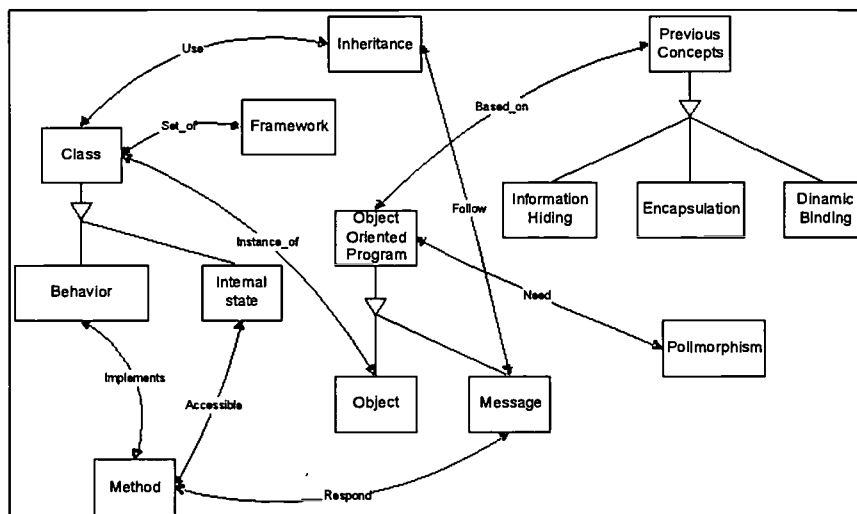 Use
Inheritance
Previous
Concepts
Based_on
Set_of
Framework
Class
Information
Hiding
Encapsulation
Dinamic
Binding
Follow
Object
Oriented
Program
Instance_of
Behavior
Internal
state
Need
Polimorphism
Implements
Accessible
Object
Message
Method
Respond